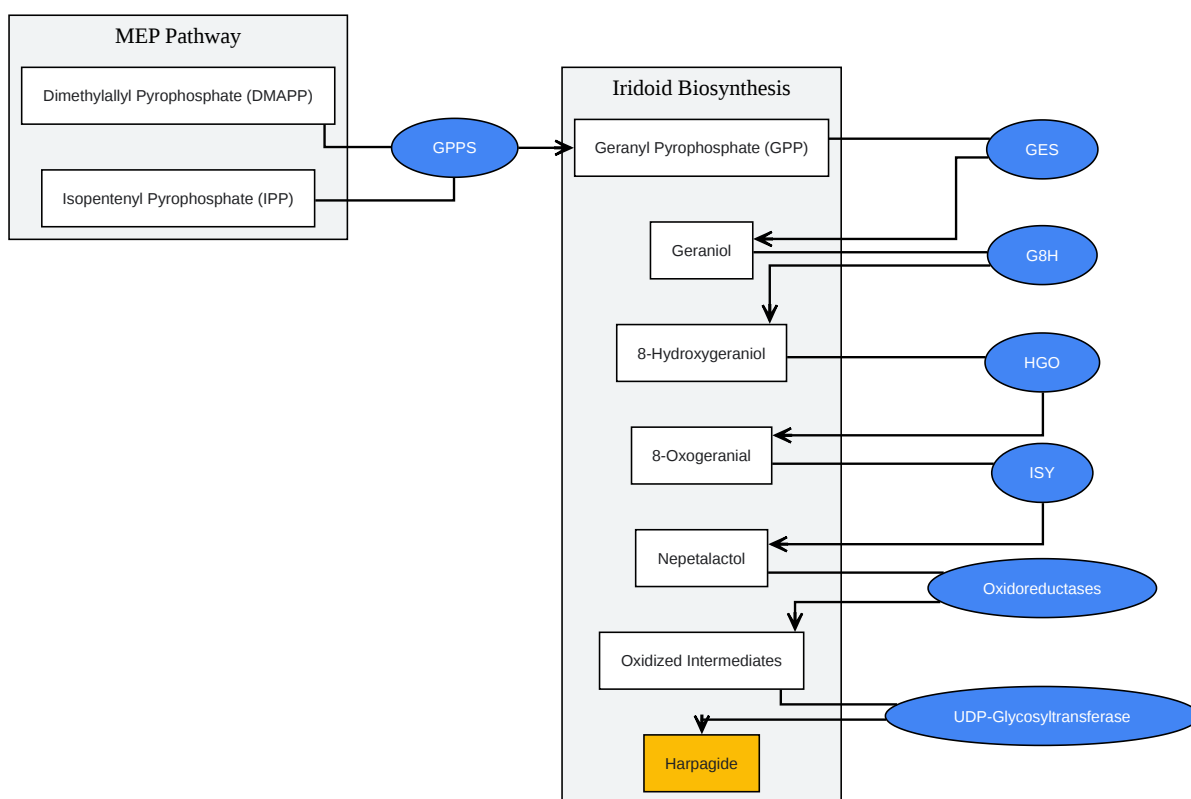 MEP Pathway
Dimethylallyl Pyrophosphate (DMAPP)
Isopentenyl Pyrophosphate (IPP)
GPPS
Iridoid Biosynthesis
Geranyl Pyrophosphate (GPP)
GES
Geraniol
G8H
8-Hydroxygeraniol
HGO
8-Oxogeranial
ISY
Nepetalactol
Oxidoreductases
Oxidized Intermediates
UDP-Glycosyltransferase
Harpagide